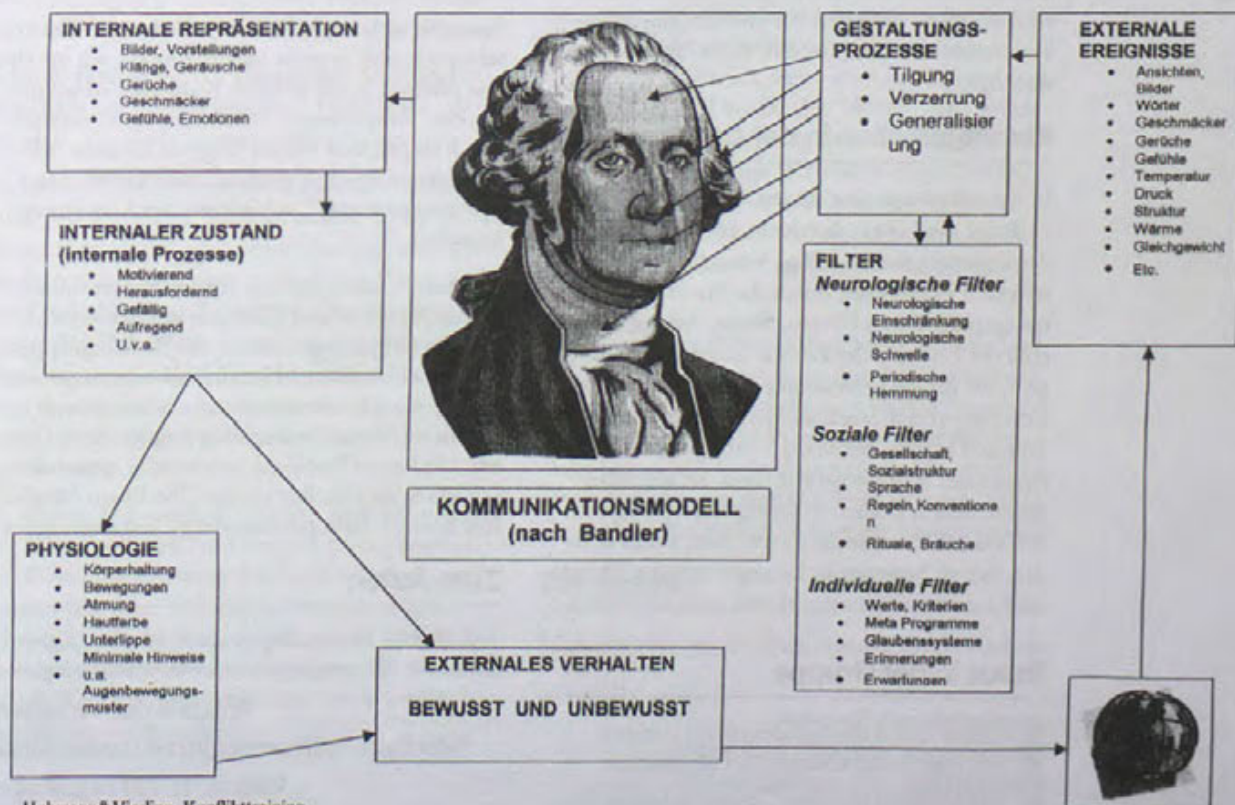 INTERNALE REPRÄSENTATION
Bilder, Vorstellungen
Klänge, Geräusche
Gerüche
Geschmäcker
Gefühle, Emotionen
INTERNALER ZUSTAND
(internale Prozesse)
Motivierend
Herausfordernd
Gefällig
Aufregend
U.v.a.
PHYSIOLOGIE
Körperhaltung
Bewegungen
Atmung
Hautfarbe
Unterlippe
Minimale Hinweise
u.a.
Augenbewegungs-
muster
KOMMUNIKATIONSMODELL
(nach Bandler)
EXTERNALES VERHALTEN
BEWUSST UND UNBEWUSST
GESTALTUNGS-
PROZESSE
Tilgung
Verzerrung
Generalisier
ung
FILTER
Neurologische Filter
Neurologische
Einschränkung
Neurologische
Schwelle
Periodische
Hemmung
Soziale Filter
Gesellschaft,
Sozialstruktur
Sprache
Regeln,Konventione
n
Rituale, Bräuche
Individuelle Filter
Werte, Kriterien
Meta Programme
Glaubenssysteme
Erinnerungen
Erwartungen
EXTERNALE
EREIGNISSE
Ansichten,
Bilder
Wörter
Geschmäcker
Gerüche
Gefühle
Temperatur
Druck
Struktur
Wärme
Gleichgewicht
Etc.